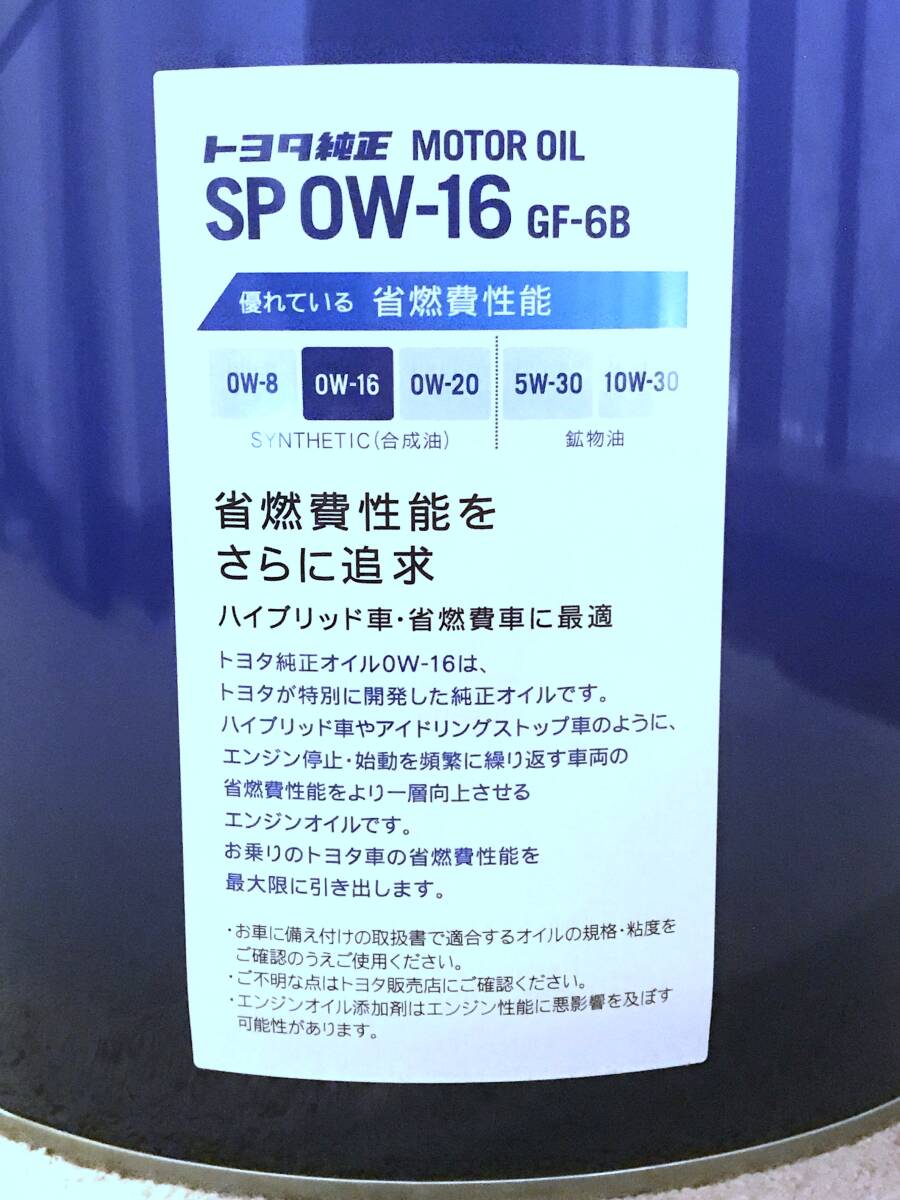 トヨタ純正 MOTOR OIL
SP 0W-16 GF-6B
優れている 省燃費性能
0W-8 0W-16 0W-20 5W-30 10W-30
SYNTHETIC(合成油) 鉱物油
省燃費性能を
さらに追求
ハイブリッド車・省燃費車に最適
トヨタ純正オイル0W-16は、
トヨタが特別に開発した純正オイルです。
ハイブリッド車やアイドリングストップ車のように、
エンジン停止・始動を頻繁に繰り返す車両の
省燃費性能をより一層向上させる
エンジンオイルです。
お乗りのトヨタ車の省燃費性能を
最大限に引き出します。
・お車に備え付けの取扱書で適合するオイルの規格・粘度を
ご確認のうえご使用ください。
・ご不明な点はトヨタ販売店にご確認ください。
・エンジンオイル添加剤はエンジン性能に悪影響を及ぼす
可能性があります。